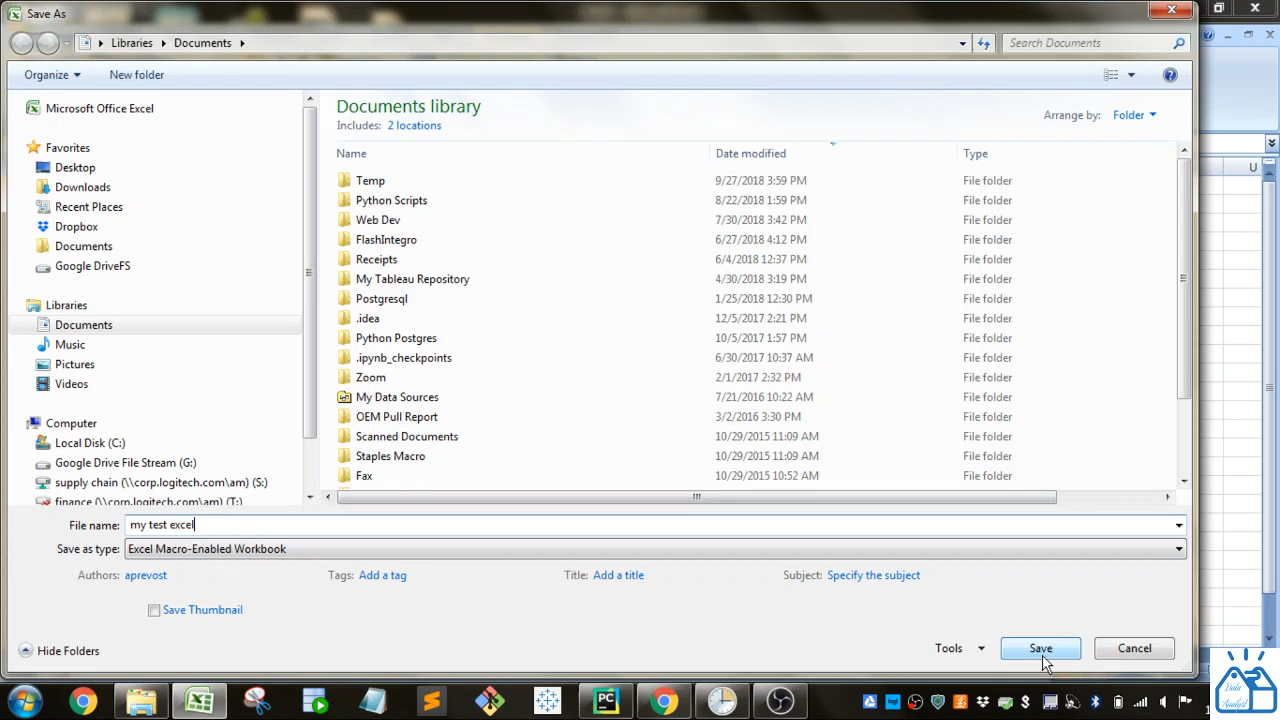 Save As
Libraries
Documents
Search Documents
Organize
New folder
Microsoft Office Excel
Favorites
Desktop
Downloads
Recent Places
Dropbox
Documents
Google DriveFS
Libraries
Documents
Music
Pictures
Videos
Computer
Local Disk (C:)
Google Drive File Stream (G:)
supply chain (\\corp.logitech.com\am) (S:)
finance (\\corp.logitech.com\am) (T:)
Documents library
Includes: 2 locations
Arrange by: Folder
Name Date modified Type
Temp 9/27/2018 3:59 PM File folder
Python Scripts 8/22/2018 1:59 PM File folder
Web Dev 7/30/2018 3:42 PM File folder
FlashIntegro 6/27/2018 4:12 PM File folder
Receipts 6/4/2018 12:37 PM File folder
My Tableau Repository 4/30/2018 3:19 PM File folder
Postgresql 1/25/2018 12:30 PM File folder
.idea 12/5/2017 2:21 PM File folder
Python Postgres 10/5/2017 1:57 PM File folder
.ipynb_checkpoints 6/30/2017 10:37 AM File folder
Zoom 2/1/2017 2:32 PM File folder
My Data Sources 7/21/2016 10:22 AM File folder
OEM Pull Report 3/2/2016 3:30 PM File folder
Scanned Documents 10/29/2015 11:09 AM File folder
Staples Macro 10/29/2015 11:09 AM File folder
Fax 10/29/2015 10:52 AM File folder
File name: my test excel
Save as type: Excel Macro-Enabled Workbook
Authors: aprevost
Tags: Add a tag
Title: Add a title
Subject: Specify the subject
Save Thumbnail
Hide Folders
Tools
Save
Cancel
U
PC
Data
Analyst